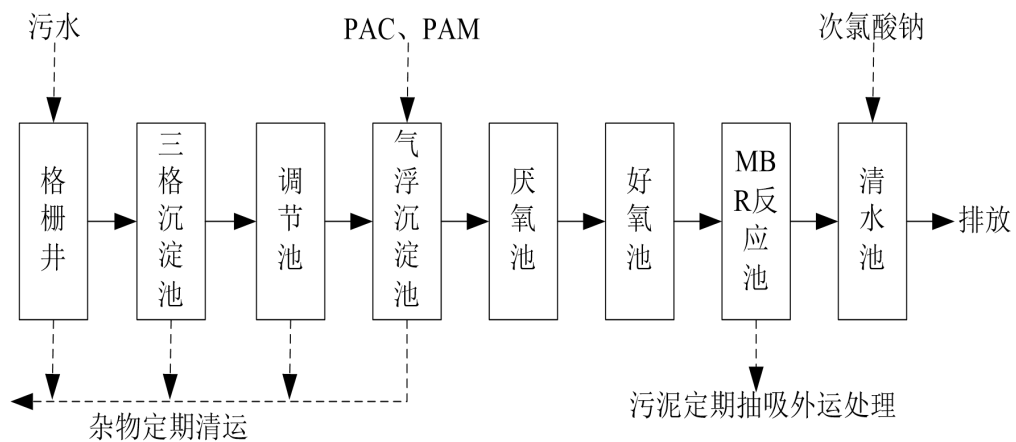 污水
PAC、PAM
次氯酸钠
格栅井
三格沉淀池
调节池
气浮沉淀池
厌氧池
好氧池
MB
R反
应
池
清水池
排放
杂物定期清运
污泥定期抽吸外运处理